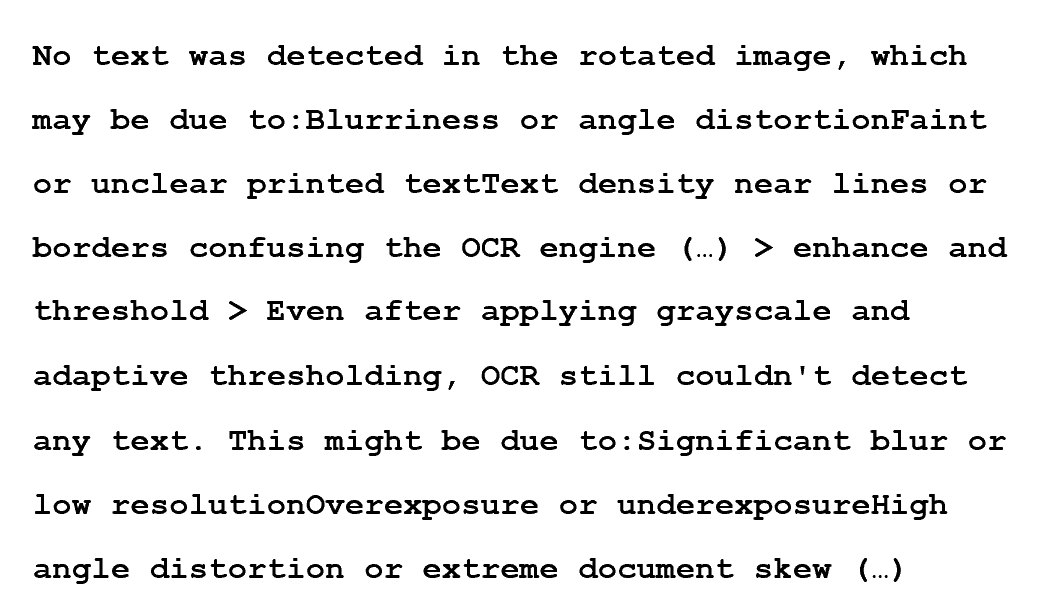 No text was detected in the rotated image, which
may be due to:Blurriness or angle distortionFaint
or unclear printed textText density near lines or
borders confusing the OCR engine (…) > enhance and
threshold > Even after applying grayscale and
adaptive thresholding, OCR still couldn't detect
any text. This might be due to:Significant blur or
low resolutionOverexposure or underexposureHigh
angle distortion or extreme document skew (…)